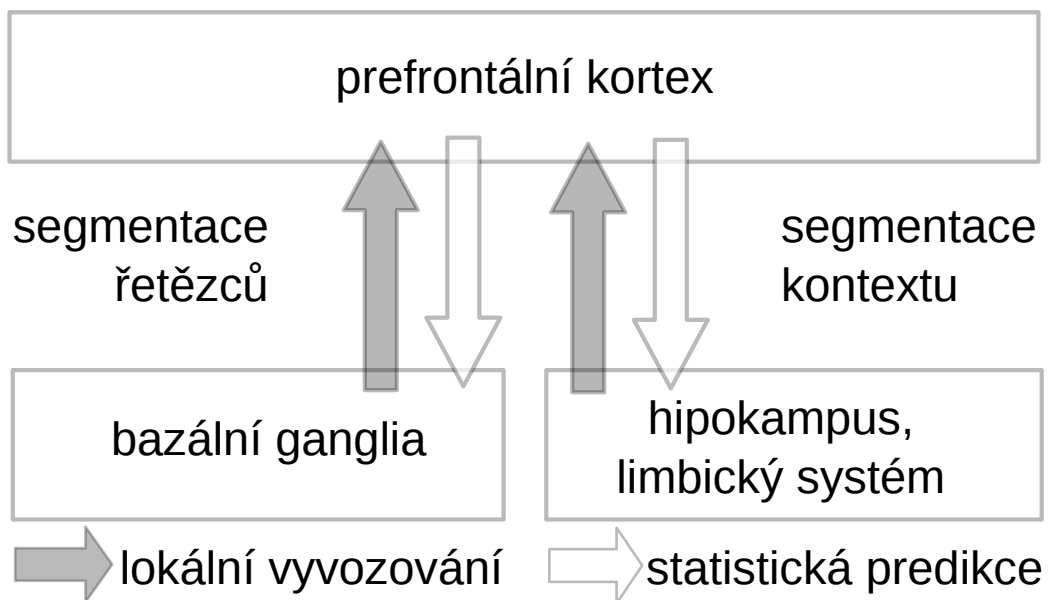 prefrontální kortex
segmentace
řetězců
segmentace
kontextu
bazální ganglia
hipokampus,
limbický systém
lokální vyvozování
statistická predikce